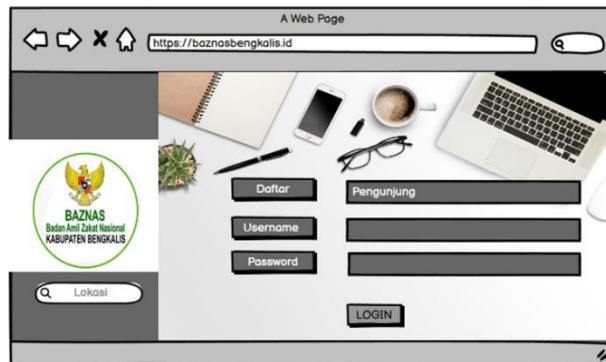 A Web Page
https://baznasbengkalis.id
BAZNAS
Badan Amil Zakat Nasional
KABUPATEN BENGKALIS
Lokasi
Daftar
Pengunjung
Username
Password
LOGIN